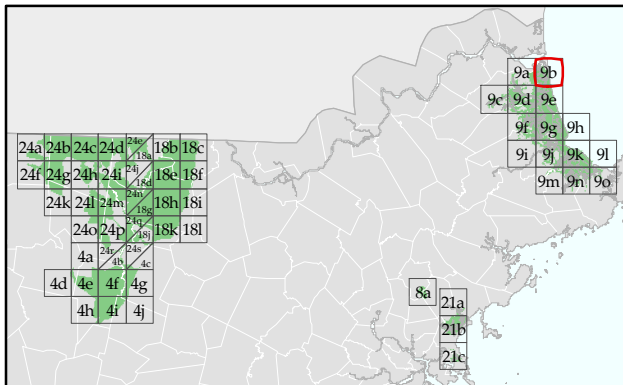 9a 9b
9c 9d 9e
9f 9g 9h
9i 9j 9k 9l
9m 9n 9o
24a 24b 24c 24d 24e 18a 18b 18c
24f 24g 24h 24i 24j 18d 18e 18f
24k 24l 24m 24n 18g 18h 18i
24o 24p 24q 18j 18k 18l
4a 24r 4b 24s 4c
4d 4e 4f 4g
4h 4i 4j
8a
21a
21b
21c